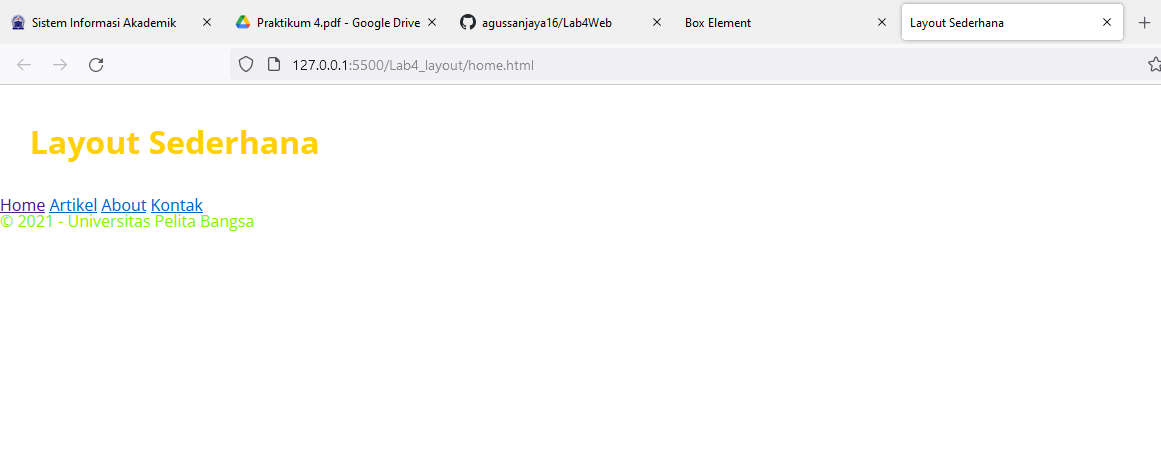 Sistem Informasi Akademik
Praktikum 4.pdf - Google Drive
agussanjaya16/Lab4Web
Box Element
Layout Sederhana
127.0.0.1:5500/Lab4_layout/home.html
Layout Sederhana
Home Artikel About Kontak
© 2021 - Universitas Pelita Bangsa